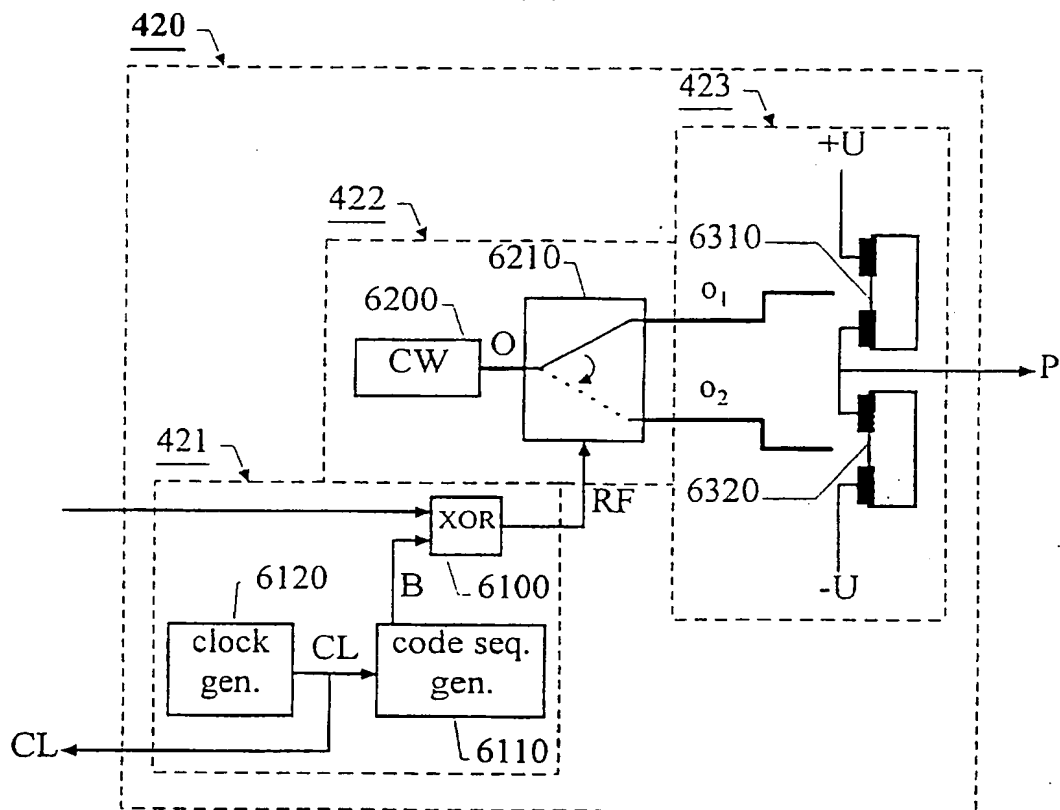 420
423
+U
422
6310
6210
6200
o1
O
CW
P
o2
421
6320
RF
XOR
6120
B
6100
-U
clock
gen.
CL
code seq.
gen.
CL
6110